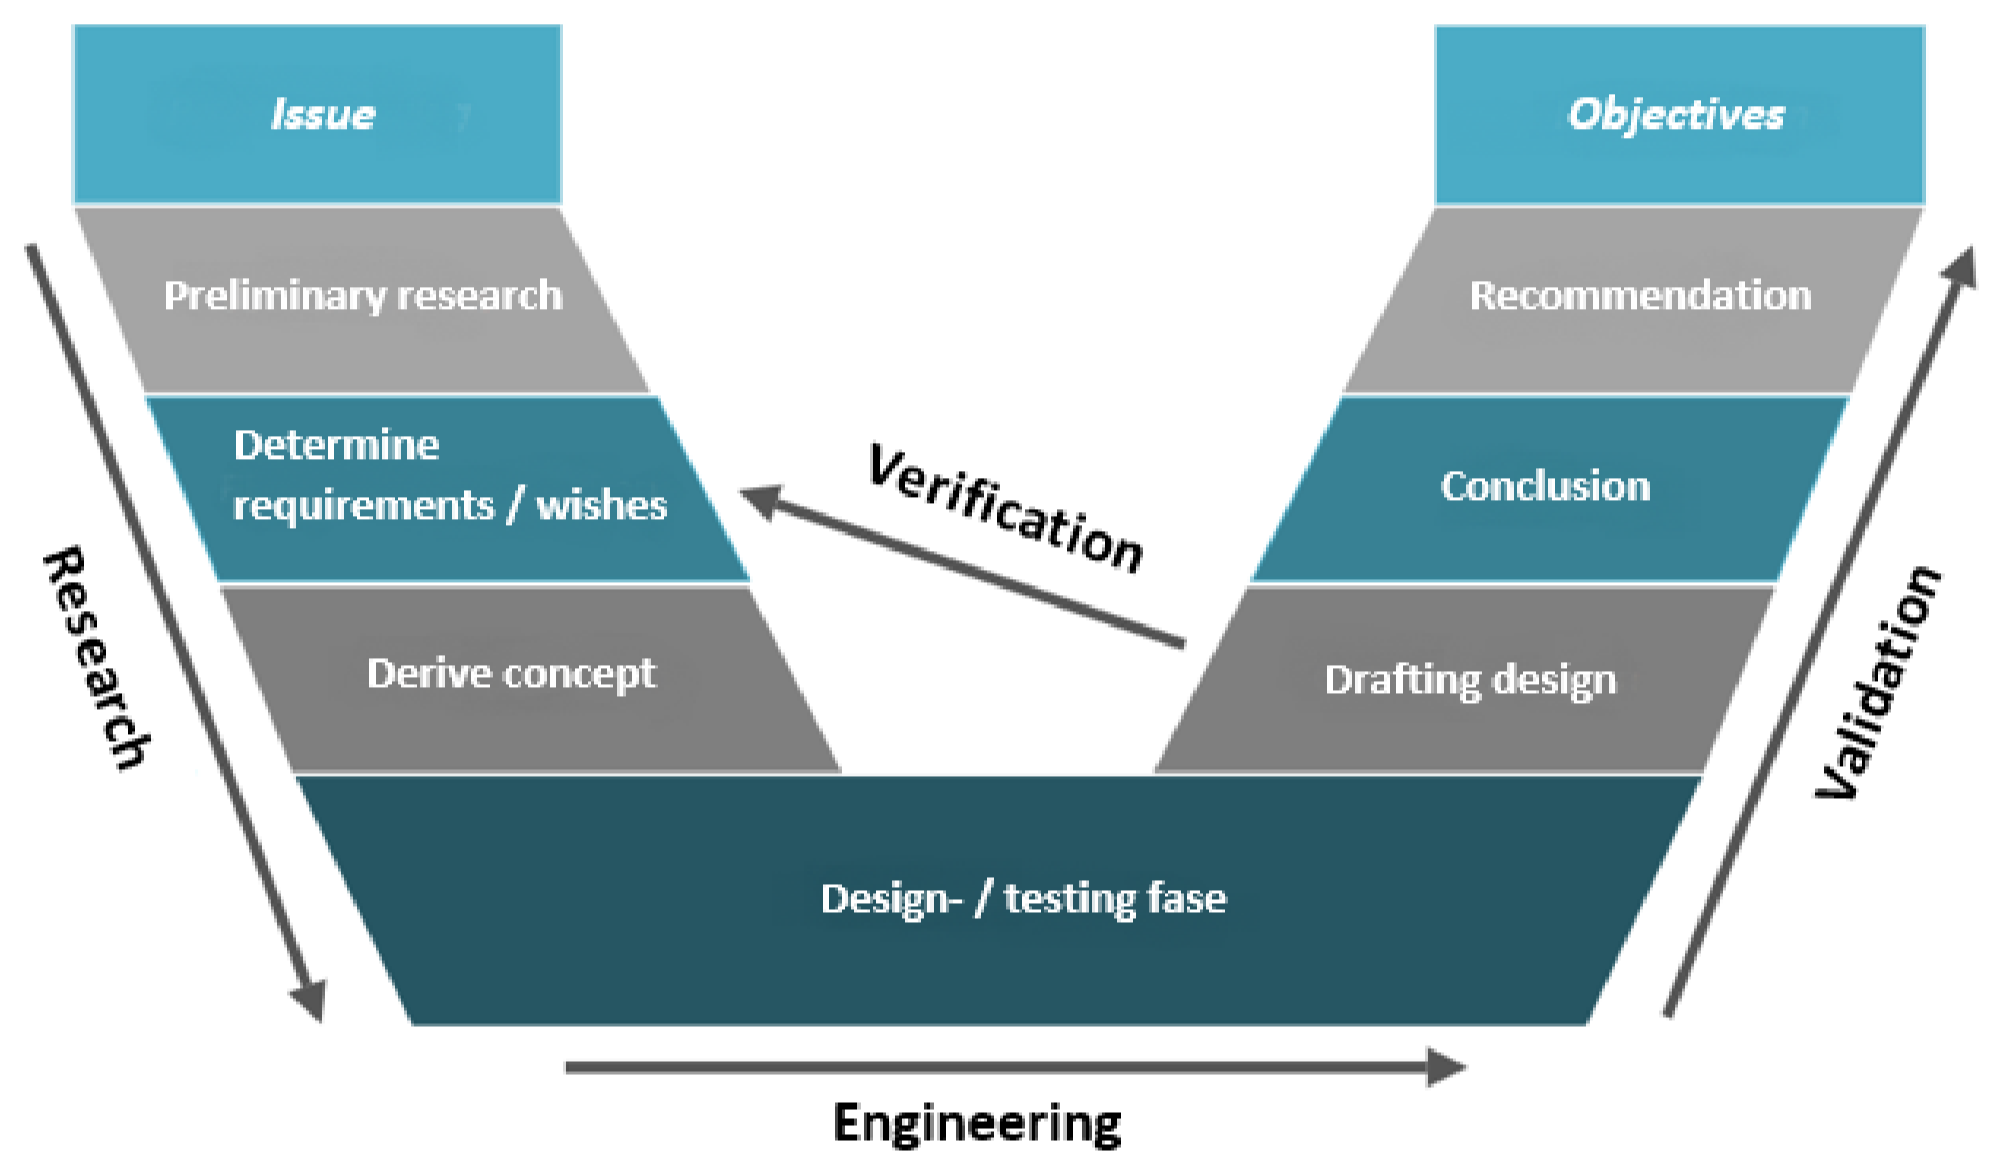 Issue
Objectives
Preliminary research
Recommendation
Determine
requirements / wishes
Verification
Conclusion
Research
Derive concept
Drafting design
Validation
Design- / testing fase
Engineering